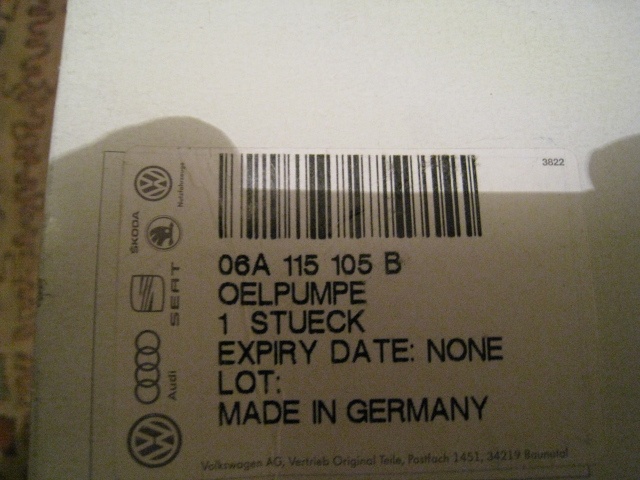 3822
06A 115 105 B
OELPUMPE
1 STUECK
EXPIRY DATE: NONE
LOT:
MADE IN GERMANY
Volkswagen AG, Vertrieb Original Teile, Postfach 1451, 34219 Baunatal
Nutzfahrzeuge
ŠKODA
SEAT
Audi